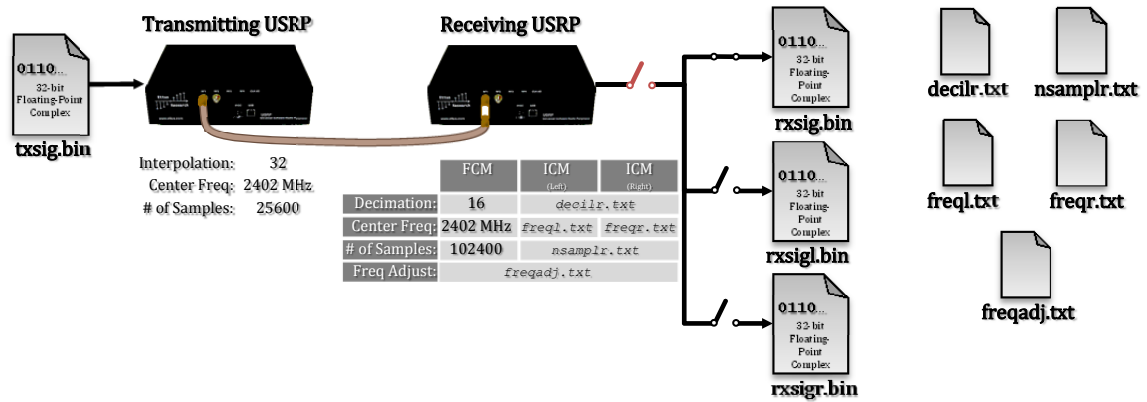 Transmitting USRP
Receiving USRP
0110...
32-bit
Floating-Point
Complex
txsig.bin
USRP
USRP
Interpolation: 32
Center Freq: 2402 MHz
# of Samples: 25600
FCM ICM ICM
(Left) (Right)
Decimation: 16 decilr.txt
Center Freq: 2402 MHz freql.txt freqr.txt
# of Samples: 102400 nsamplr.txt
Freq Adjust: freqadj.txt
0110...
32-bit
Floating-
Point
Complex
rxsig.bin
0110...
32-bit
Floating-
Point
Complex
rxsigl.bin
0110...
32-bit
Floating-
Point
Complex
rxsigr.bin
decilr.txt nsamplr.txt
freql.txt freqr.txt
freqadj.txt